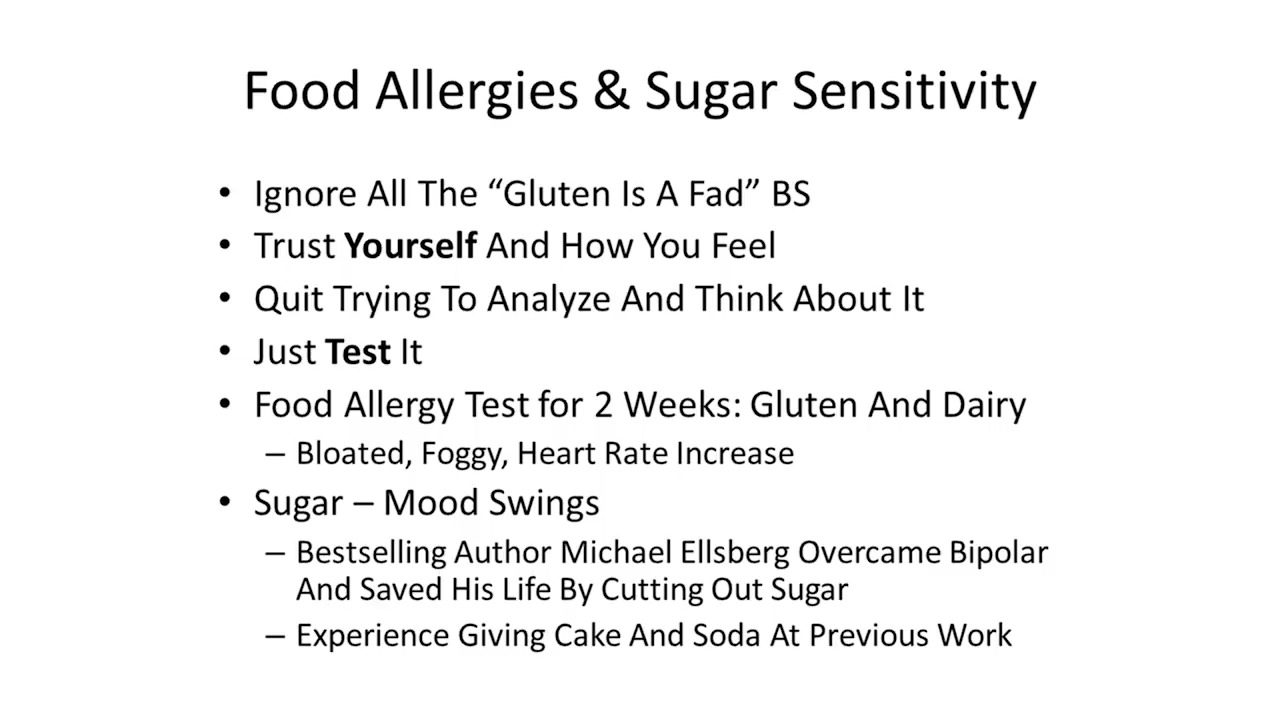 Food Allergies & Sugar Sensitivity
• Ignore All The “Gluten Is A Fad” BS
• Trust Yourself And How You Feel
• Quit Trying To Analyze And Think About It
• Just Test It
• Food Allergy Test for 2 Weeks: Gluten And Dairy
– Bloated, Foggy, Heart Rate Increase
• Sugar – Mood Swings
– Bestselling Author Michael Ellsberg Overcame Bipolar
And Saved His Life By Cutting Out Sugar
– Experience Giving Cake And Soda At Previous Work